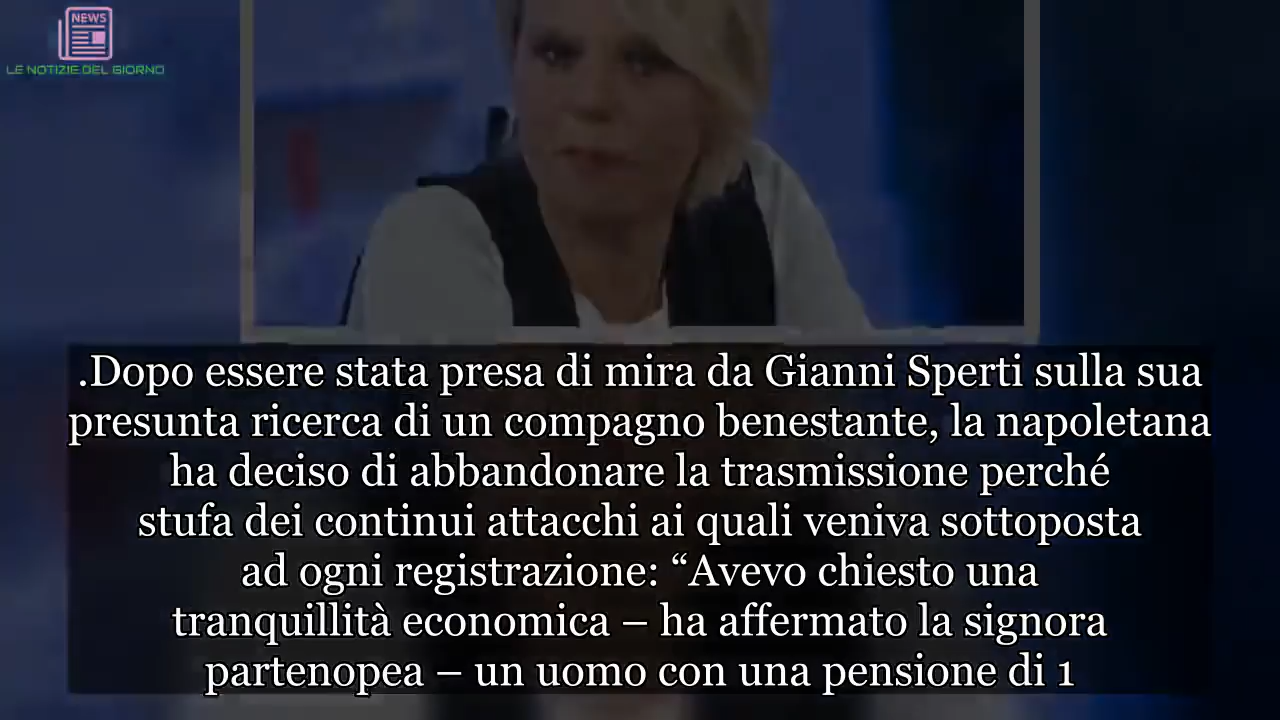 NEWS
LE NOTIZIE DEL GIORNO
.Dopo essere stata presa di mira da Gianni Sperti sulla sua
presunta ricerca di un compagno benestante, la napoletana
ha deciso di abbandonare la trasmissione perché
stufa dei continui attacchi ai quali veniva sottoposta
ad ogni registrazione: “Avevo chiesto una
tranquillità economica – ha affermato la signora
partenopea – un uomo con una pensione di 1